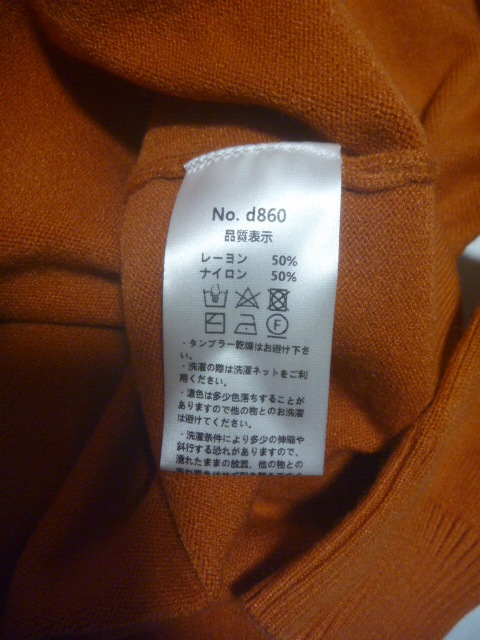 No. d860
品質表示
レーヨン 50%
ナイロン 50%
F
・タンブラー乾燥はお避け下さ
い。
・洗濯の際は洗濯ネットをご利
用ください。
・濃色は多少色落ちすることが
ありますので他の物とのお洗濯
は避けてください。
・洗濯条件により多少の伸縮や
斜行する恐れがありますので、
濡れたままの放置、他の物との